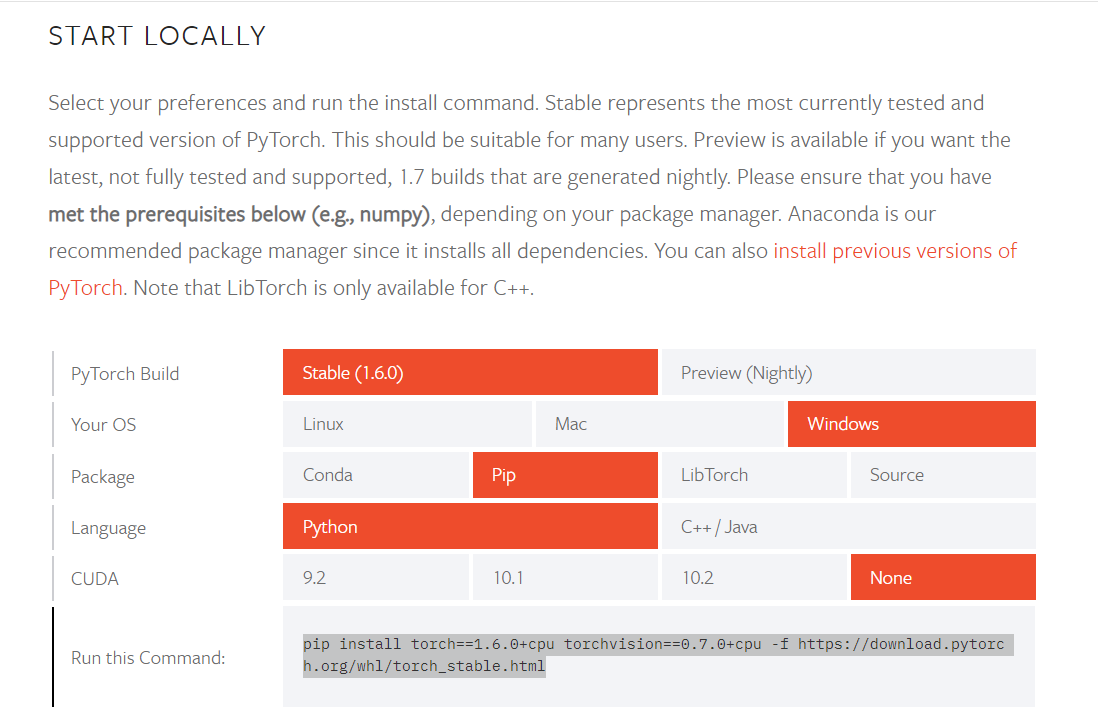 START LOCALLY
Select your preferences and run the install command. Stable represents the most currently tested and
supported version of PyTorch. This should be suitable for many users. Preview is available if you want the
latest, not fully tested and supported, 1.7 builds that are generated nightly. Please ensure that you have
met the prerequisites below (e.g., numpy), depending on your package manager. Anaconda is our
recommended package manager since it installs all dependencies. You can also install previous versions of
PyTorch. Note that LibTorch is only available for C++.
PyTorch Build Stable (1.6.0) Preview (Nightly)
Your OS Linux Mac Windows
Package Conda Pip LibTorch Source
Language Python C++ / Java
CUDA 9.2 10.1 10.2 None
Run this Command: pip install torch==1.6.0+cpu torchvision==0.7.0+cpu -f https://download.pytorc
h.org/whl/torch_stable.html